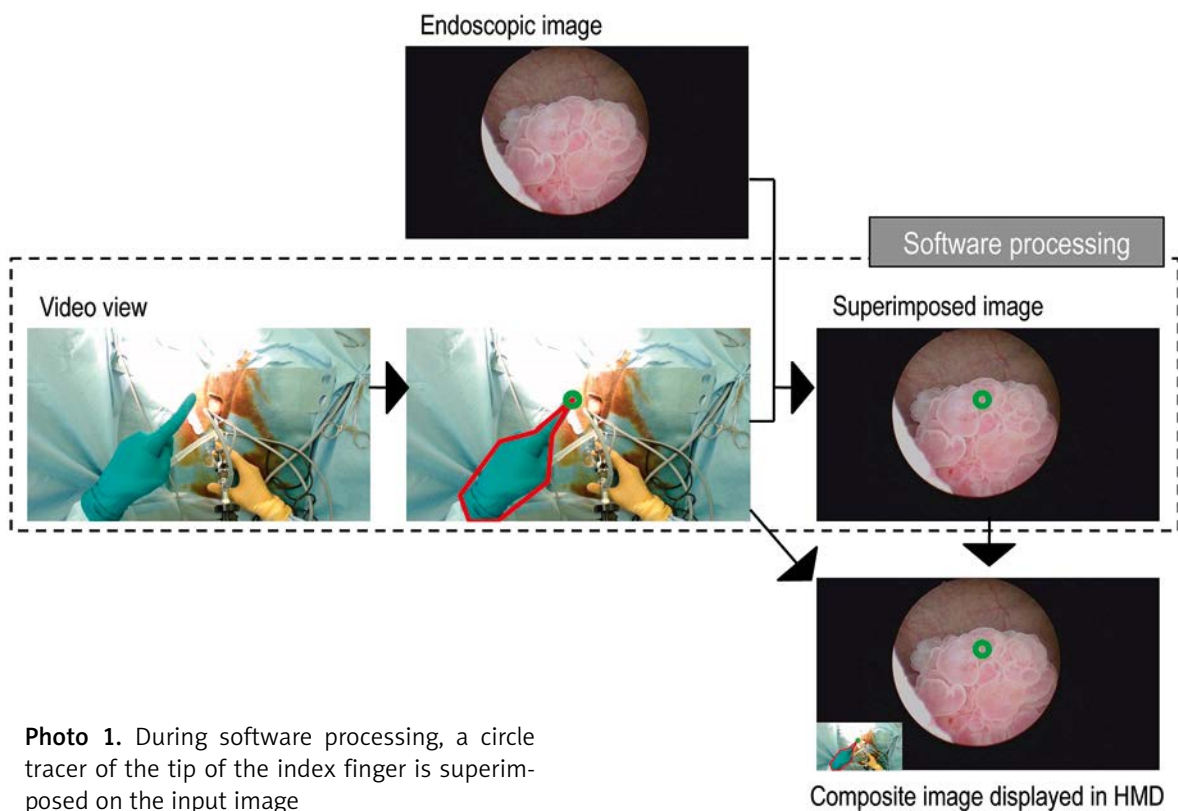 Endoscopic image
Software processing
Video view
Superimposed image
Photo 1. During software processing, a circle
tracer of the tip of the index finger is superim-
posed on the input image
Composite image displayed in HMD